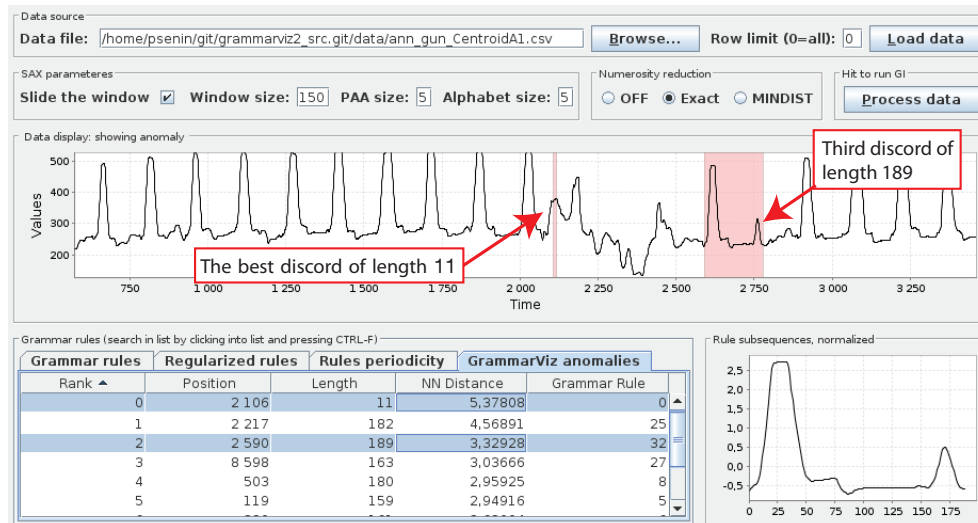 Data source
Data file: /home/psenin/git/grammarviz2_src.git/data/ann_gun_CentroidA1.csv Browse... Row limit (0=all): 0 Load data
SAX parameteres Numerosity reduction Hit to run GI
Slide the window Window size: 150 PAA size: 5 Alphabet size: 5 OFF Exact MINDIST Process data
Data display: showing anomaly
Third discord of
length 189
500
400
300
200
Values
The best discord of length 11
750 1 000 1 250 1 500 1 750 2 000 2 250 2 500 2 750 3 000 3 250
Time
Grammar rules (search in list by clicking into list and pressing CTRL-F)
Grammar rules Regularized rules Rules periodicity GrammarViz anomalies
Rank Position Length NN Distance Grammar Rule
0 2 106 11 5,37808 0
1 2 217 182 4,56891 25
2 2 590 189 3,32928 32
3 8 598 163 3,03666 27
4 503 180 2,95925 8
5 119 159 2,94916 5
Rule subsequences, normalized
2,5
2,0
1,5
1,0
0,5
0,0
-0,5
0 25 50 75 100 125 150 175